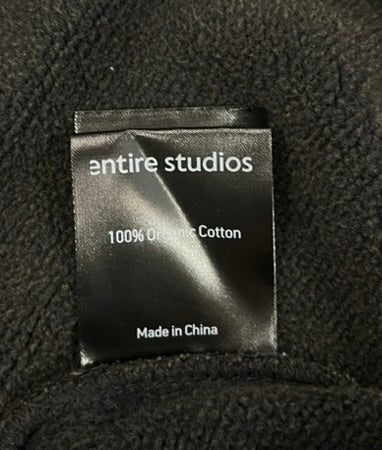 entire studios
100% Organic Cotton
Made in China